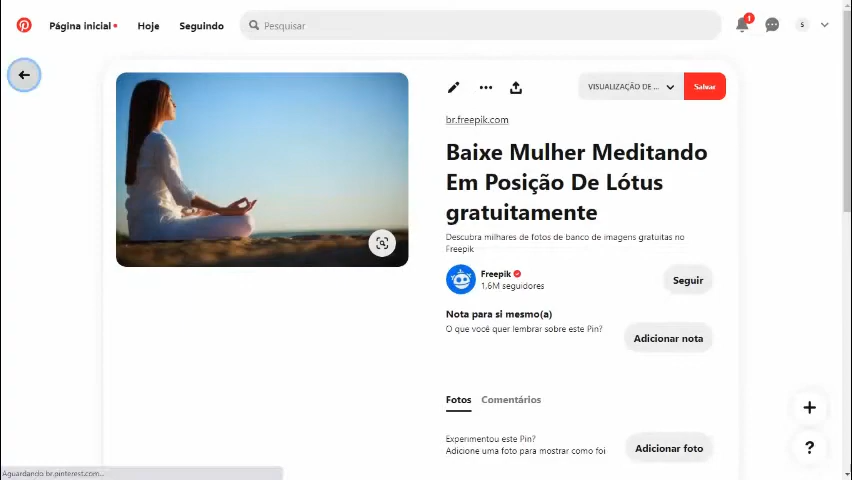 Página inicial
Hoje
Seguindo
Pesquisar
1
S
VISUALIZAÇÃO DE ...
Salvar
br.freepik.com
Baixe Mulher Meditando
Em Posição De Lótus
gratuitamente
Descubra milhares de fotos de banco de imagens gratuitas no
Freepik
Freepik
1,6M seguidores
Seguir
Nota para si mesmo(a)
O que você quer lembrar sobre este Pin?
Adicionar nota
Fotos
Comentários
Experimentou este Pin?
Adicione uma foto para mostrar como foi
Adicionar foto
+
?
Aguardando br.pinterest.com...